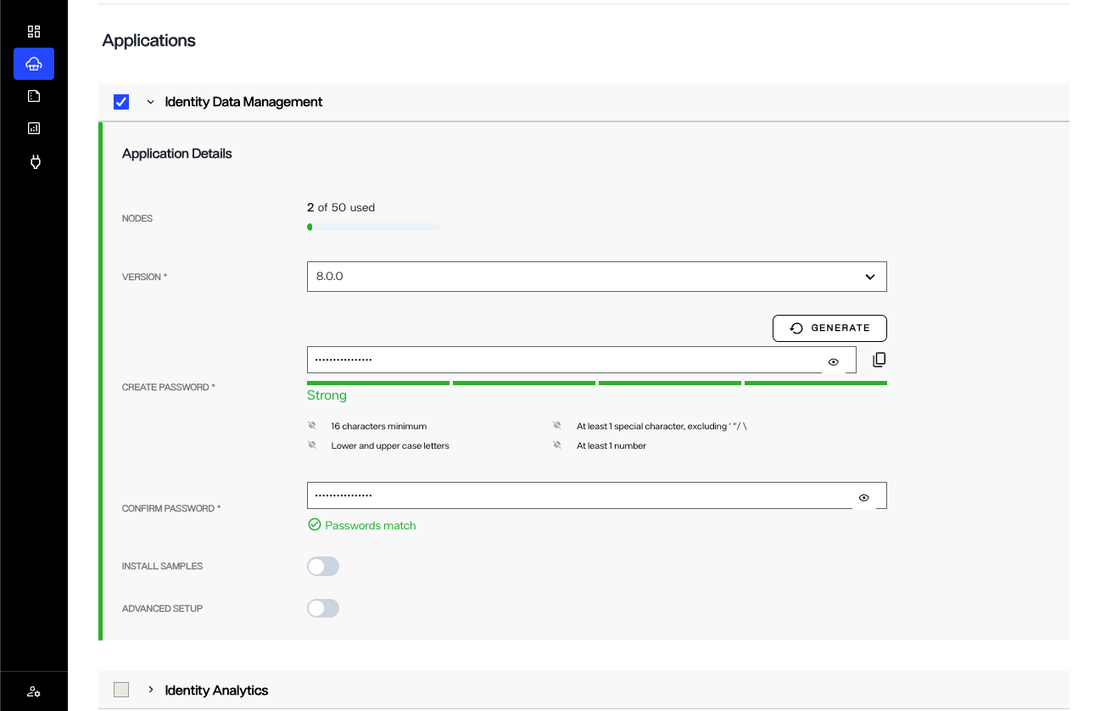 Applications
Identity Data Management
Application Details
NODES
2 of 50 used
VERSION *
8.0.0
GENERATE
CREATE PASSWORD *
••••••••••••••••
Strong
16 characters minimum
At least 1 special character, excluding ' " / \
Lower and upper case letters
At least 1 number
CONFIRM PASSWORD *
••••••••••••••••
Passwords match
INSTALL SAMPLES
ADVANCED SETUP
Identity Analytics